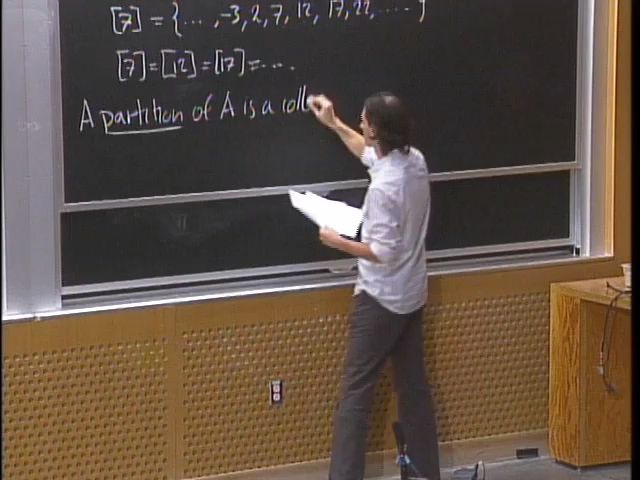 [7] = {..., -3, 2, 7, 12, 17, 22, .... }
[7] = [12] = [17] = ....
A partition of A is a coll